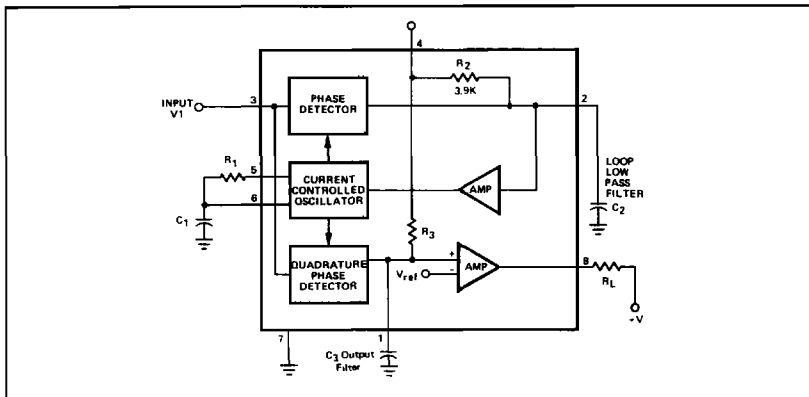 4
R2
3.9K
INPUT
V1
3
PHASE
DETECTOR
2
R1
5
CURRENT
CONTROLLED
OSCILLATOR
AMP
LOOP
LOW
PASS
FILTER
6
C1
C2
R3
QUADRATURE
PHASE
DETECTOR
+
AMP
Vref
-
8
RL
+V
7
1
C3 Output
Filter